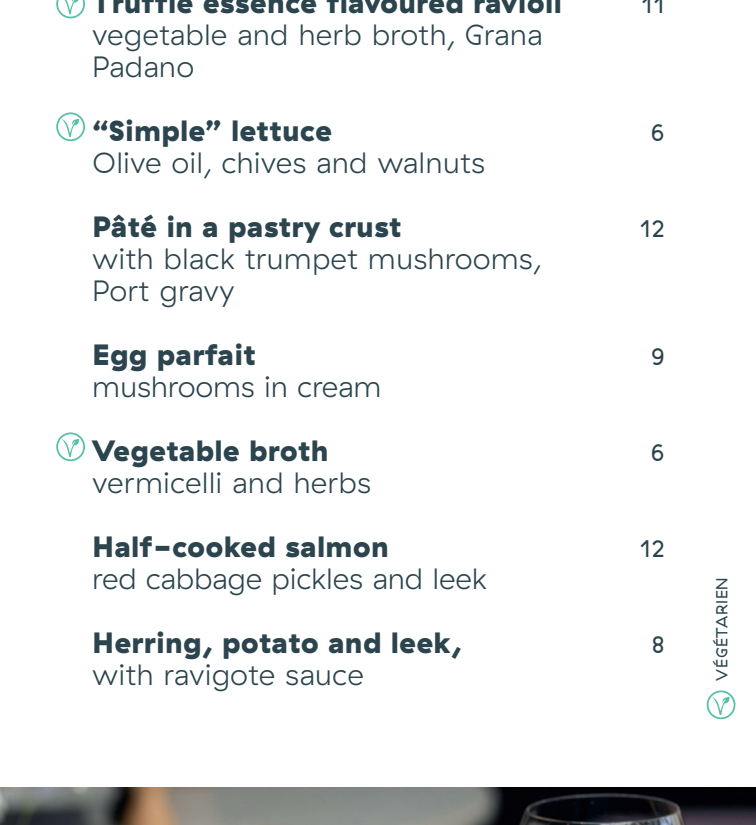 Truffle essence flavoured ravioli 11
vegetable and herb broth, Grana
Padano
“Simple” lettuce 6
Olive oil, chives and walnuts
Pâté in a pastry crust 12
with black trumpet mushrooms,
Port gravy
Egg parfait 9
mushrooms in cream
Vegetable broth 6
vermicelli and herbs
Half-cooked salmon 12
red cabbage pickles and leek
Herring, potato and leek, 8
with ravigote sauce
VÉGÉTARIEN